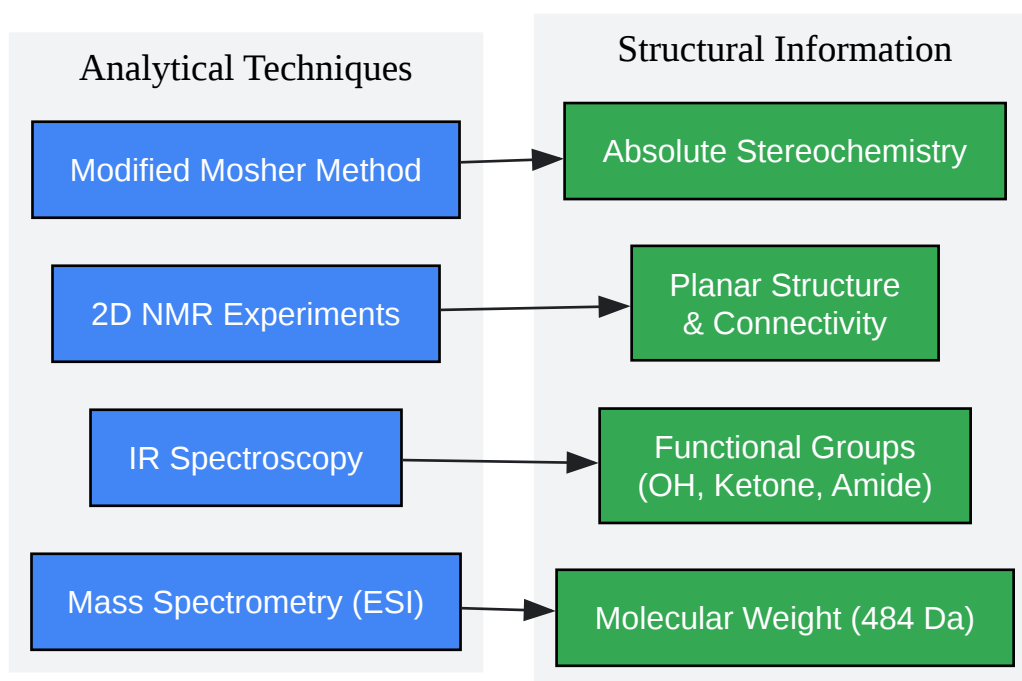 Analytical Techniques
Modified Mosher Method
2D NMR Experiments
IR Spectroscopy
Mass Spectrometry (ESI)
Structural Information
Absolute Stereochemistry
Planar Structure
& Connectivity
Functional Groups
(OH, Ketone, Amide)
Molecular Weight (484 Da)